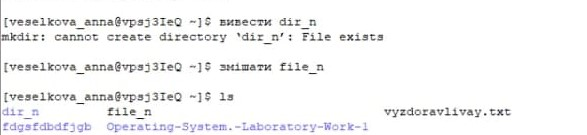 [veselkova_anna@vpsj3IeQ ~]$ вивести dir_n
mkdir: cannot create directory ‘dir_n’: File exists
[veselkova_anna@vpsj3IeQ ~]$ змішати file_n
[veselkova_anna@vpsj3IeQ ~]$ ls
dir_n file_n vyzdoravlivay.txt
fdgsfdbdfjgb Operating-System.-Laboratory-Work-1